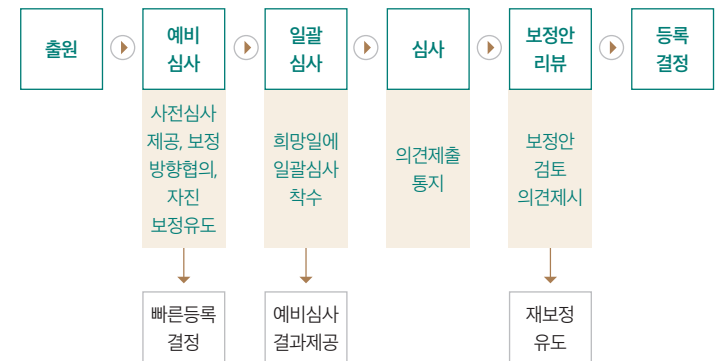 출원
예비
심사
일괄
심사
심사
보정안
리뷰
등록
결정
사전심사
제공, 보정
방향협의,
자진
보정유도
희망일에
일괄심사
착수
의견제출
통지
보정안
검토
의견제시
빠른등록
결정
예비심사
결과제공
재보정
유도